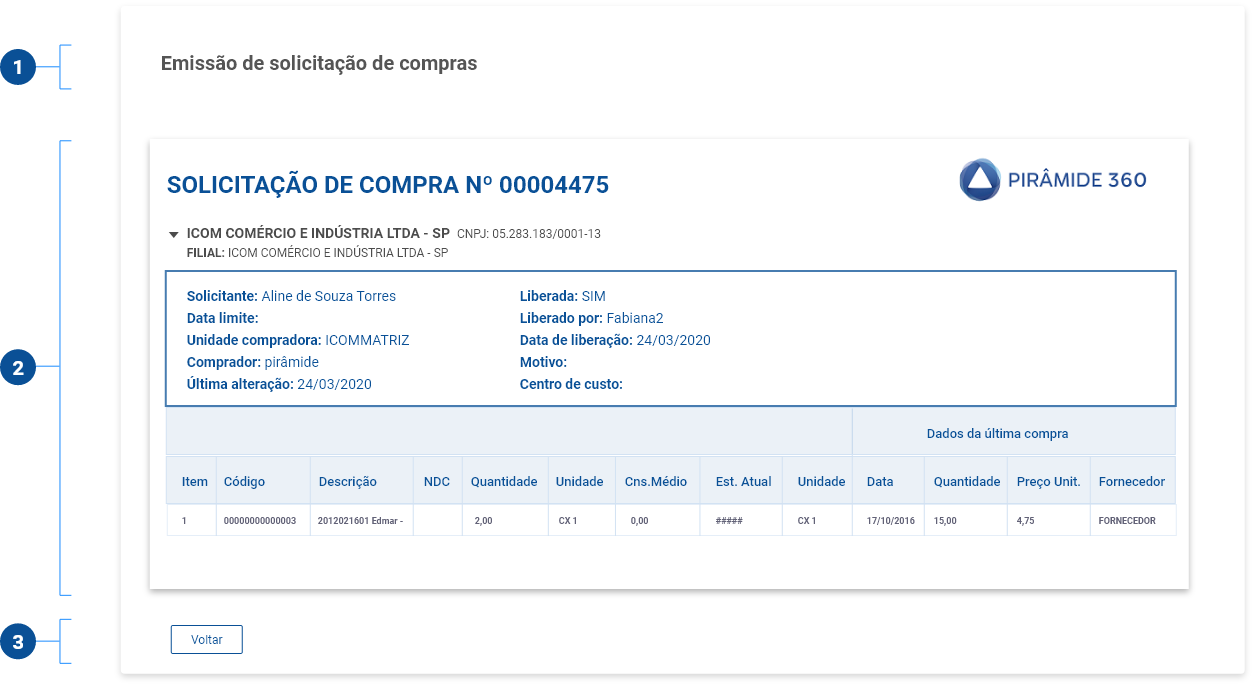 1
Emissão de solicitação de compras
2
SOLICITAÇÃO DE COMPRA Nº 00004475
PIRÂMIDE 360
ICOM COMÉRCIO E INDÚSTRIA LTDA - SP CNPJ: 05.283.183/0001-13
FILIAL: ICOM COMÉRCIO E INDÚSTRIA LTDA - SP
Solicitante: Aline de Souza Torres Liberada: SIM
Data limite: Liberado por: Fabiana2
Unidade compradora: ICOMMATRIZ Data de liberação: 24/03/2020
Comprador: pirâmide Motivo:
Última alteração: 24/03/2020 Centro de custo:
Dados da última compra
Item Código Descrição NDC Quantidade Unidade Cns.Médio Est. Atual Unidade Data Quantidade Preço Unit. Fornecedor
1 00000000000003 2012021601 Edmar - 2,00 CX 1 0,00 ##### CX 1 17/10/2016 15,00 4,75 FORNECEDOR
3
Voltar